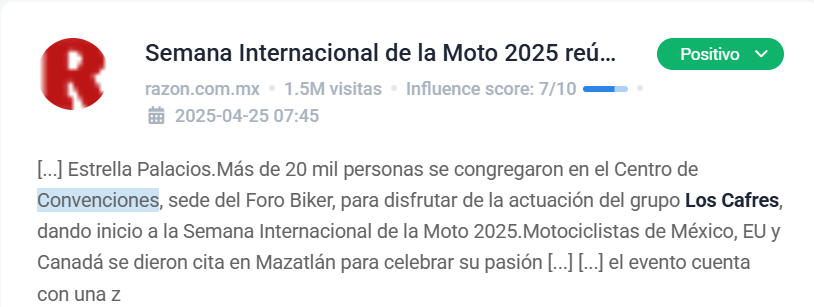 R
Semana Internacional de la Moto 2025 reú...
Positivo
razon.com.mx • 1.5M visitas • Influence score: 7/10 •
2025-04-25 07:45
[...] Estrella Palacios.Más de 20 mil personas se congregaron en el Centro de
Convenciones, sede del Foro Biker, para disfrutar de la actuación del grupo Los Cafres,
dando inicio a la Semana Internacional de la Moto 2025.Motociclistas de México, EU y
Canadá se dieron cita en Mazatlán para celebrar su pasión [...] [...] el evento cuenta
con una z